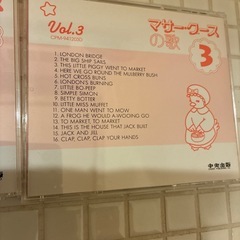 Vol.3
マザーグース
の歌
3
1. LONDON BRIDGE
2. THE BIG SHIP SAILS
3. THIS LITTLE PIGGY WENT TO MARKET
4. HERE WE GO ROUND THE MULBERRY BUSH
5. HOT CROSS BUNS
6. LONDON'S BURNING
7. LITTLE BO-PEEP
8. SIMPLE SIMON
9. BETTY BOTTER
10. LITTLE MISS MUFFET
11. ONE MAN WENT TO MOW
12. A FROG HE WOULD A WOOING GO
13. TO MARKET, TO MARKET
14. THIS IS THE HOUSE THAT JACK BUILT
15. JACK AND JILL
16. CLAP, CLAP, CLAP YOUR HANDS